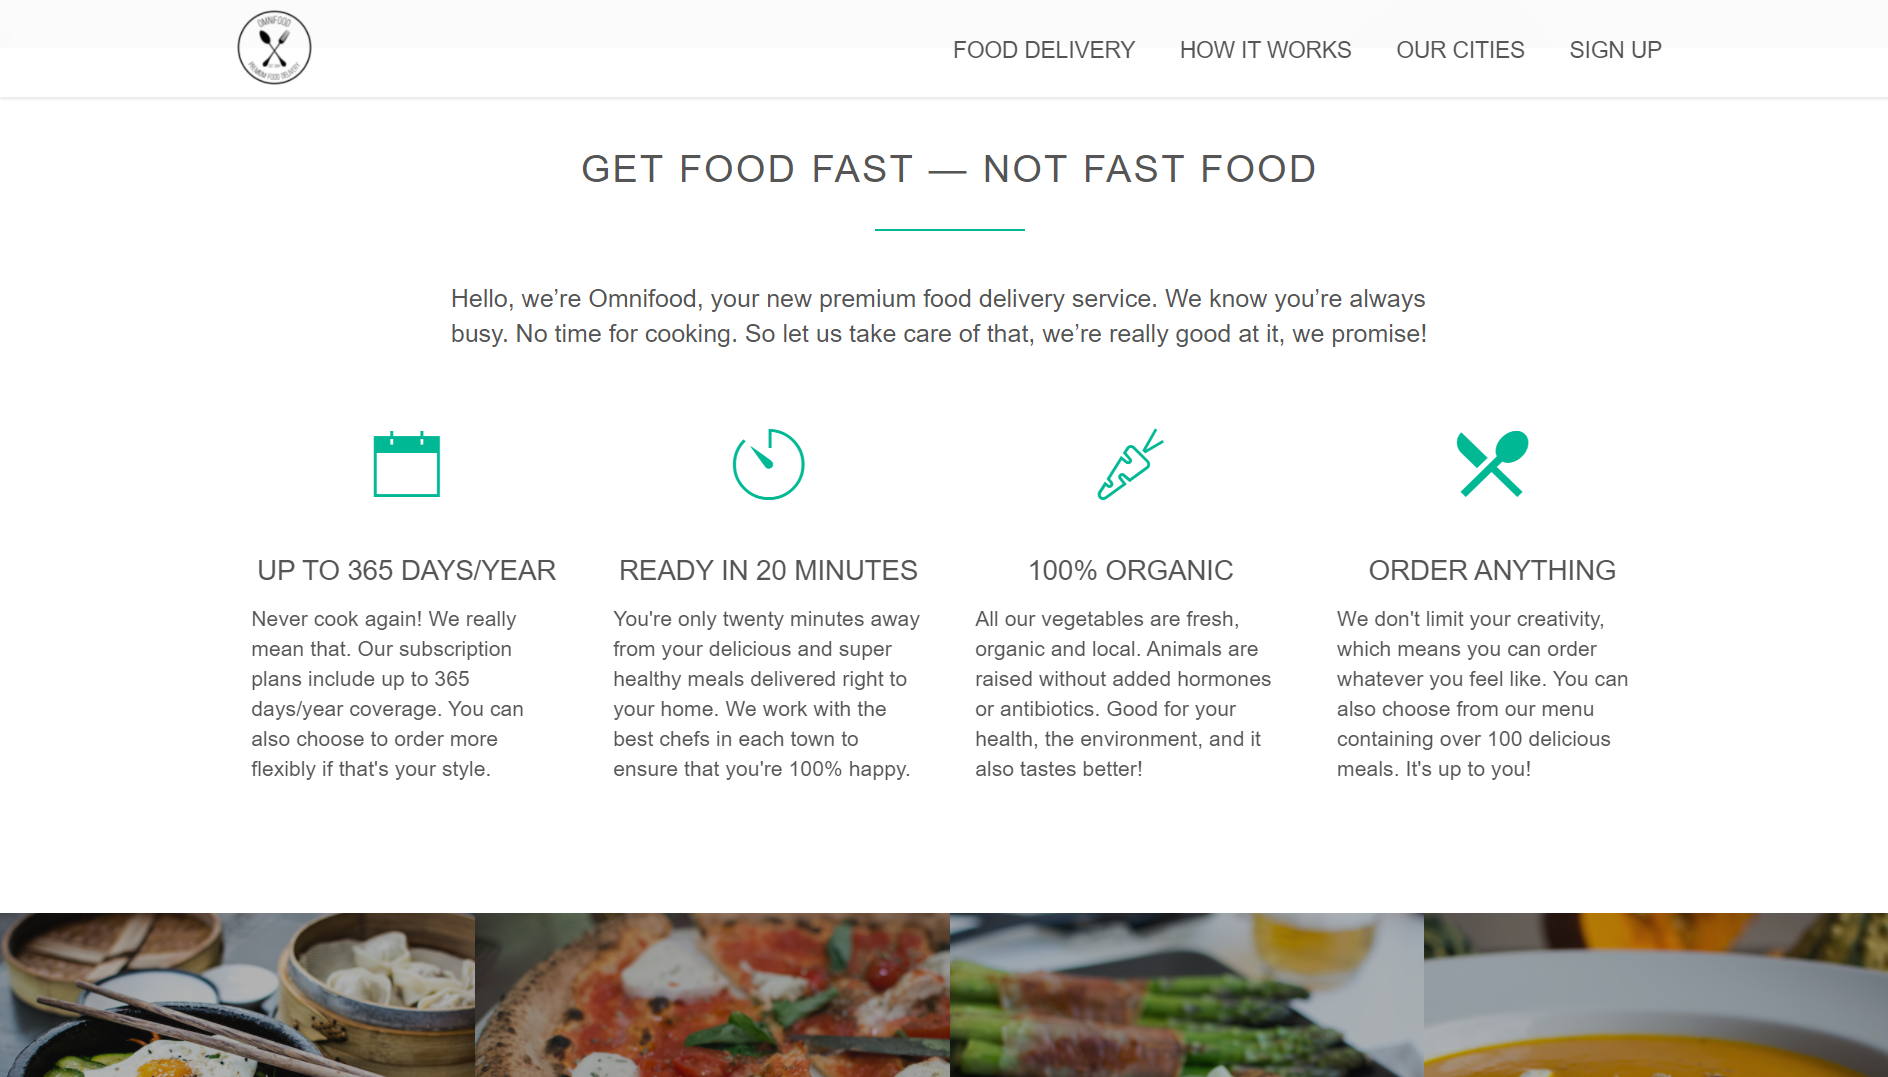 OMNIFOOD
PREMIUM FOOD DELIVERY
FOOD DELIVERY HOW IT WORKS OUR CITIES SIGN UP
GET FOOD FAST — NOT FAST FOOD
Hello, we’re Omnifood, your new premium food delivery service. We know you’re always
busy. No time for cooking. So let us take care of that, we’re really good at it, we promise!
UP TO 365 DAYS/YEAR
Never cook again! We really
mean that. Our subscription
plans include up to 365
days/year coverage. You can
also choose to order more
flexibly if that's your style.
READY IN 20 MINUTES
You're only twenty minutes away
from your delicious and super
healthy meals delivered right to
your home. We work with the
best chefs in each town to
ensure that you're 100% happy.
100% ORGANIC
All our vegetables are fresh,
organic and local. Animals are
raised without added hormones
or antibiotics. Good for your
health, the environment, and it
also tastes better!
ORDER ANYTHING
We don't limit your creativity,
which means you can order
whatever you feel like. You can
also choose from our menu
containing over 100 delicious
meals. It's up to you!